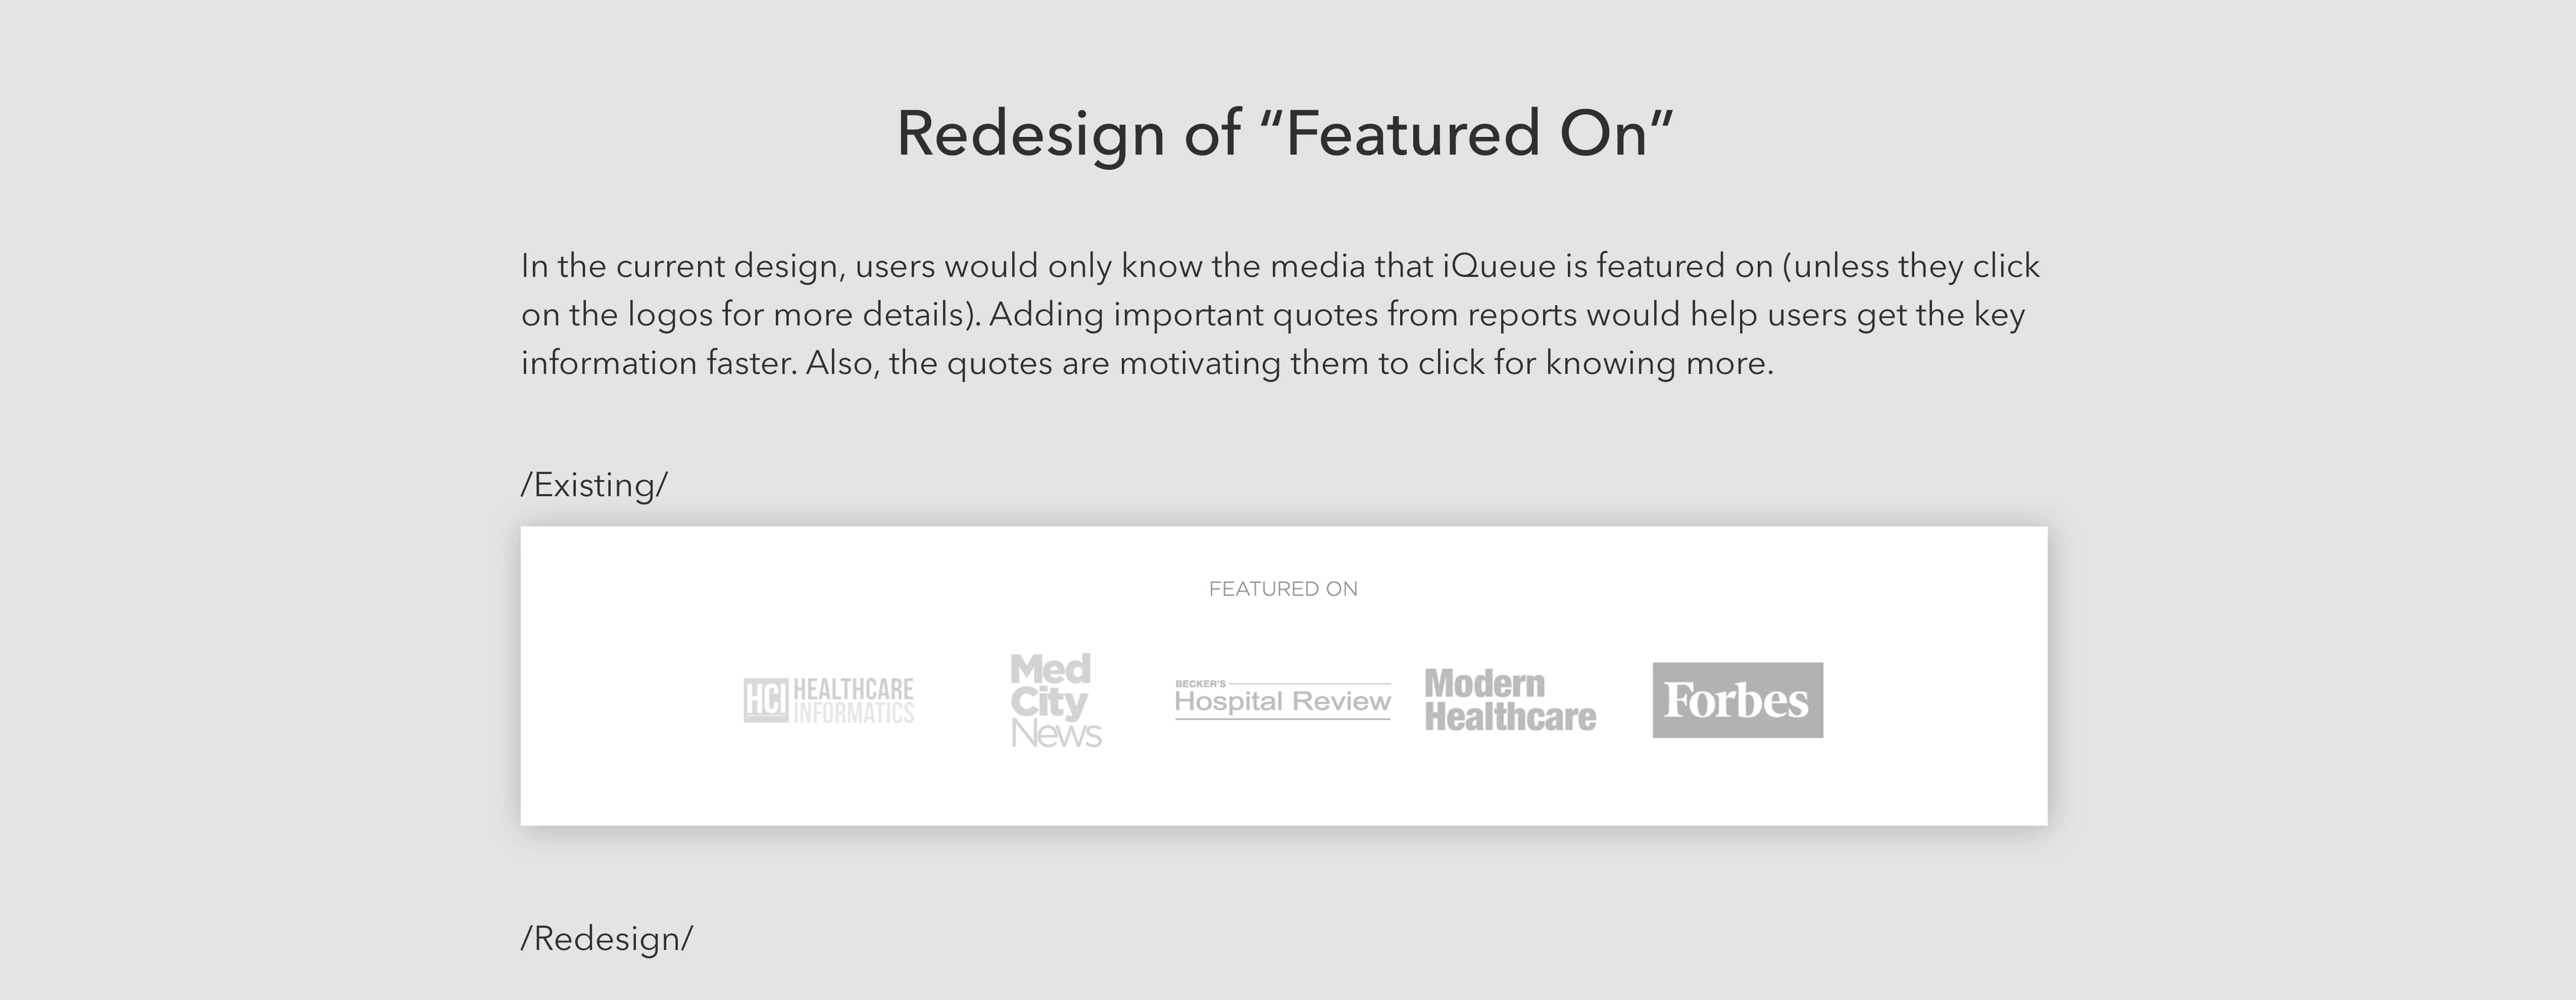 Redesign of “Featured On”
In the current design, users would only know the media that iQueue is featured on (unless they click
on the logos for more details). Adding important quotes from reports would help users get the key
information faster. Also, the quotes are motivating them to click for knowing more.
/Existing/
FEATURED ON
HCI HEALTHCARE
INFORMATICS
Med
City
News
BECKER'S
Hospital Review
Modern
Healthcare
Forbes
/Redesign/